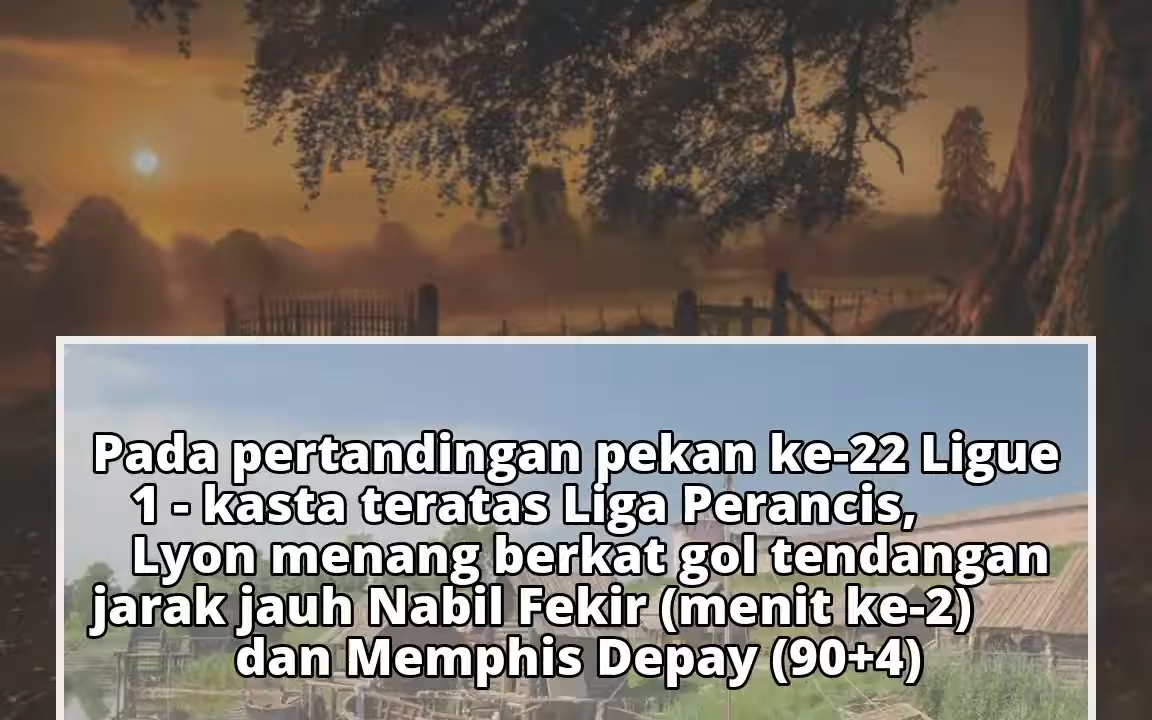 Pada pertandingan pekan ke-22 Ligue
1 - kasta teratas Liga Perancis,
Lyon menang berkat gol tendangan
jarak jauh Nabil Fekir (menit ke-2)
dan Memphis Depay (90+4)